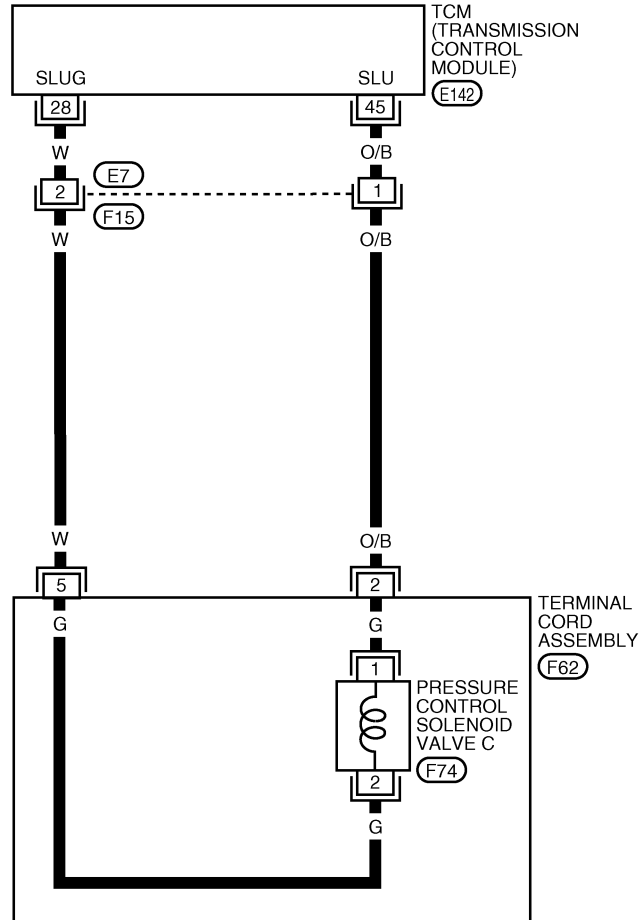 TCM
(TRANSMISSION
CONTROL
MODULE)
E142
SLUG SLU
28 45
W O/B
E7
2 1
F15
W O/B
W O/B
5 2
TERMINAL
CORD
ASSEMBLY
F62
G G
1
PRESSURE
CONTROL
SOLENOID
VALVE C
F74
2
G